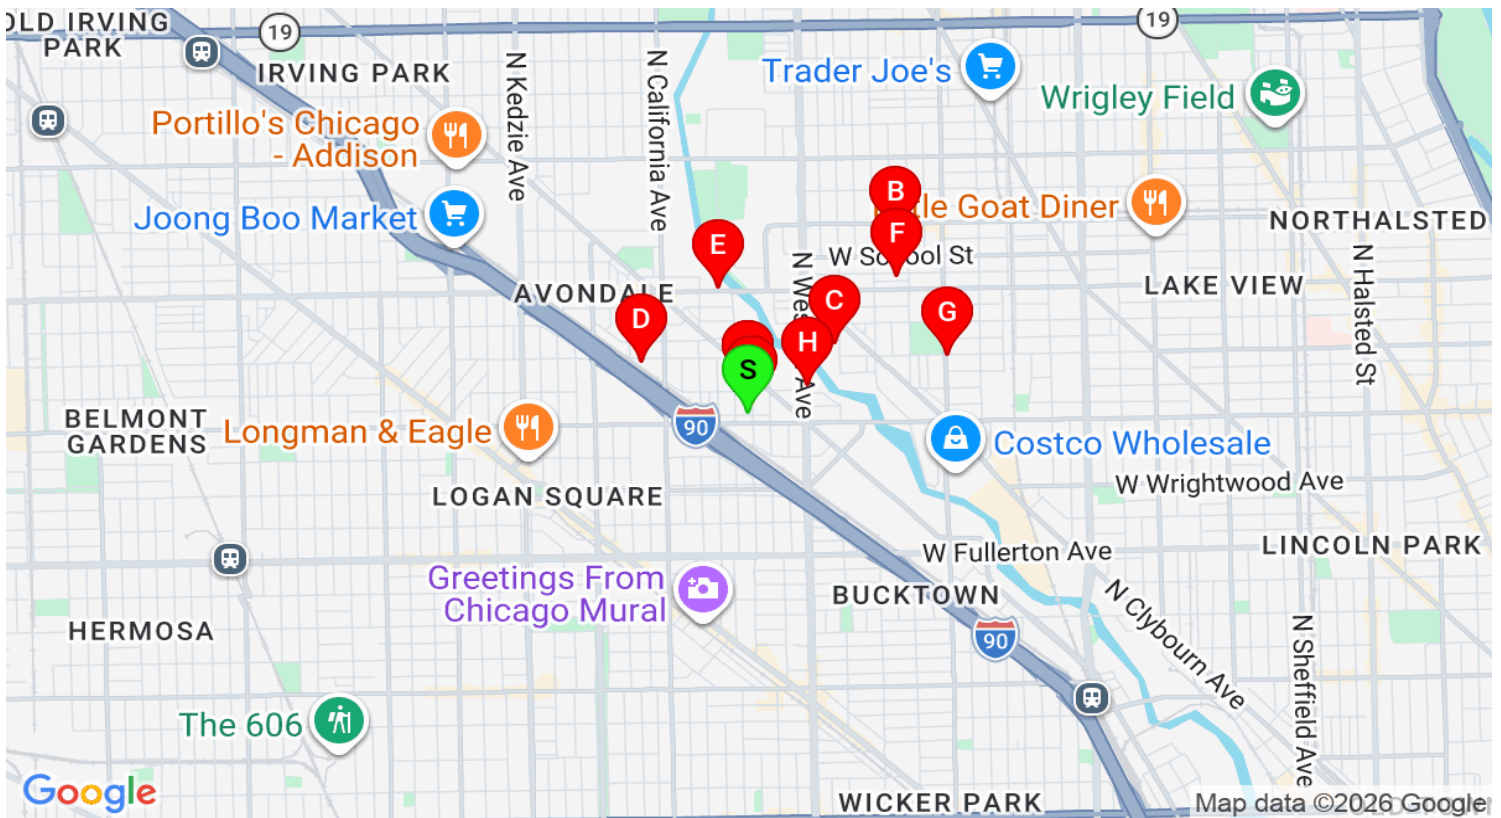 OLD IRVING
PARK
19
19
IRVING PARK
N Kedzie Ave
N California Ave
Trader Joe's
Wrigley Field
Portillo's Chicago
- Addison
Joong Boo Market
B
Goat Diner
NORTHALSTED
F
E
W School St
N Ave
LAKE VIEW
N Halsted St
AVONDALE
C
G
D
H
S
BELMONT
GARDENS
Longman & Eagle
90
Costco Wholesale
W Wrightwood Ave
LOGAN SQUARE
W Fullerton Ave
LINCOLN PARK
Greetings From
Chicago Mural
BUCKTOWN
N Clybourn Ave
HERMOSA
90
N Sheffield Ave
The 606
Google
WICKER PARK
Map data ©2026 Google